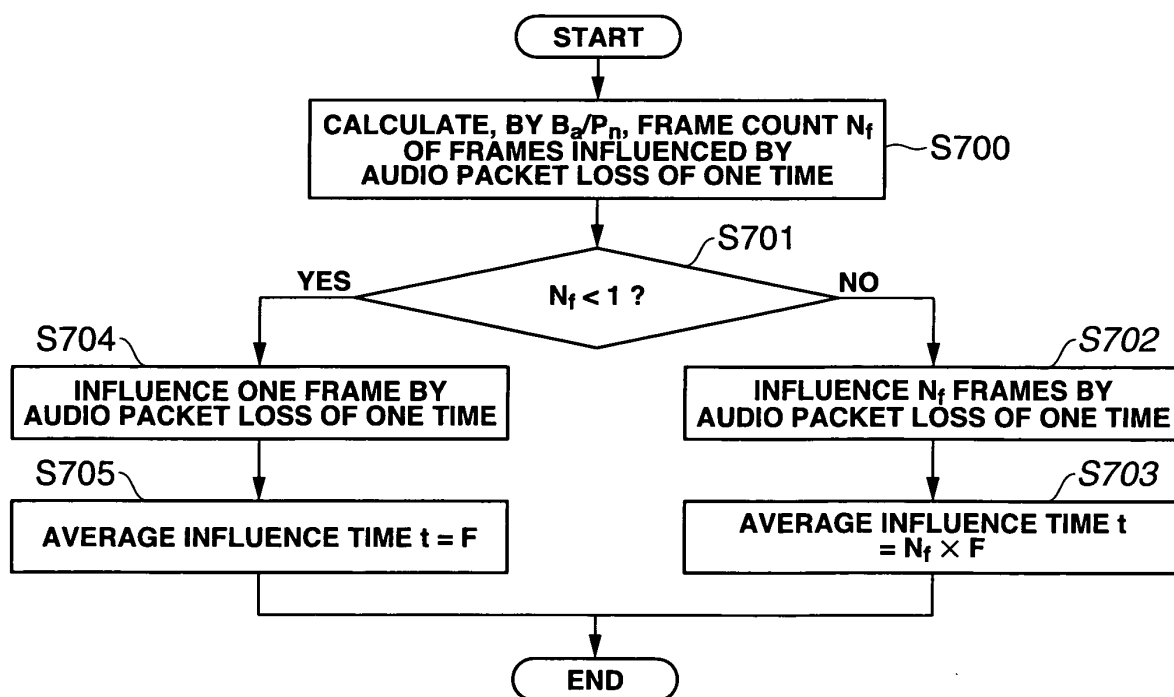 START
CALCULATE, BY Ba/Pn, FRAME COUNT Nf
OF FRAMES INFLUENCED BY
AUDIO PACKET LOSS OF ONE TIME
S700
S701
YES
Nf < 1 ?
NO
S704
INFLUENCE ONE FRAME BY
AUDIO PACKET LOSS OF ONE TIME
S702
INFLUENCE Nf FRAMES BY
AUDIO PACKET LOSS OF ONE TIME
S705
AVERAGE INFLUENCE TIME t = F
S703
AVERAGE INFLUENCE TIME t
= Nf × F
END